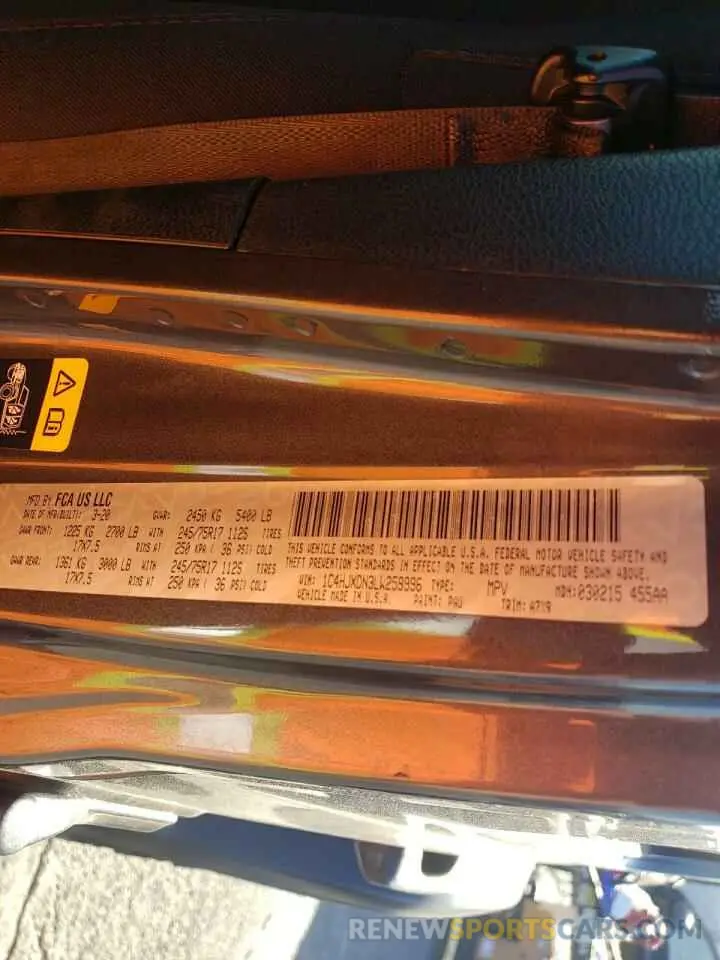 MFD BY FCA US LLC
DATE OF MFR(BUILT): 3-20 GVWR: 2450 KG 5400 LB
GAWR FRONT: 1225 KG 2700 LB WITH 245/75R17 112S TIRES
17X7.5 RIMS AT 250 KPA ( 36 PSI) COLD
GAWR REAR: 1361 KG 3000 LB WITH 245/75R17 112S TIRES
17X7.5 RIMS AT 250 KPA ( 36 PSI) COLD
THIS VEHICLE CONFORMS TO ALL APPLICABLE U.S.A. FEDERAL MOTOR VEHICLE SAFETY AND
THEFT PREVENTION STANDARDS IN EFFECT ON THE DATE OF MANUFACTURE SHOWN ABOVE.
VIN: 1C4HJXDN3LW259996 TYPE: MPV MDH:030215 455AA
VEHICLE MADE IN U.S.A. PAINT: PAU TRIM: A7X9
RENEWSPORTSCARS.COM